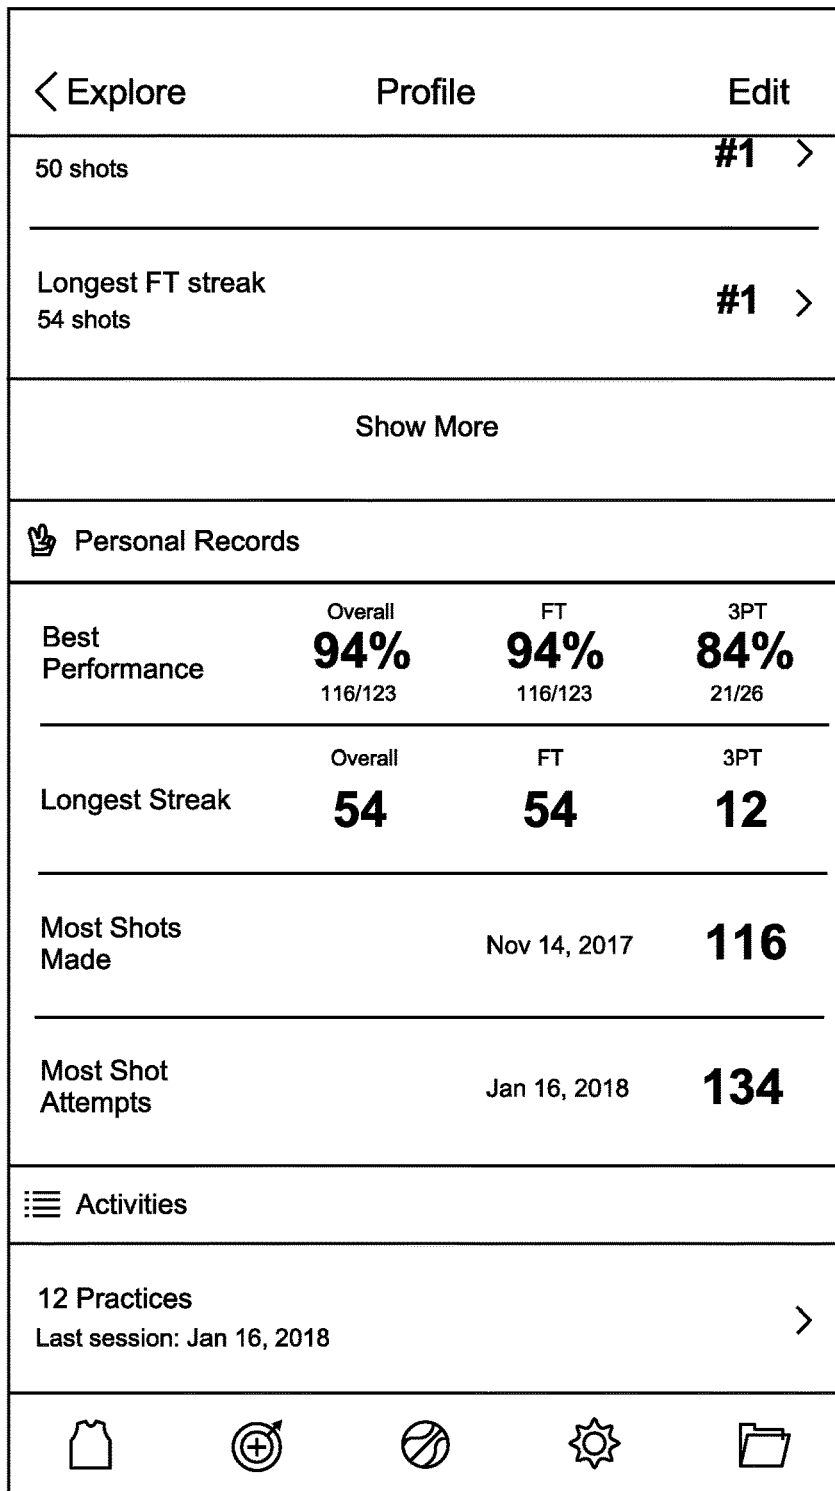 Explore Profile Edit
50 shots #1
Longest FT streak
54 shots #1
Show More
Personal Records
Overall FT 3PT
Best
Performance 94% 94% 84%
116/123 116/123 21/26
Overall FT 3PT
Longest Streak 54 54 12
Most Shots
Made Nov 14, 2017 116
Most Shot
Attempts Jan 16, 2018 134
Activities
12 Practices
Last session: Jan 16, 2018